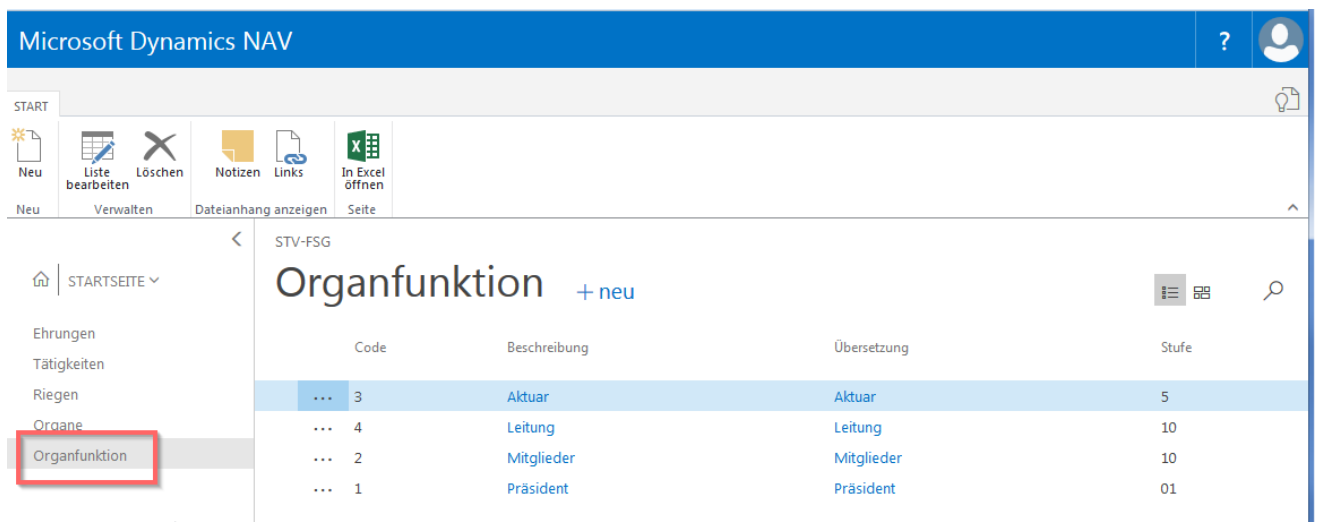 Microsoft Dynamics NAV ?
START
Neu Liste bearbeiten Löschen Notizen Links In Excel öffnen
Neu Verwalten Dateianhang anzeigen Seite
STV-FSG
STARTSEITE
Organfunktion + neu
Ehrungen
Tätigkeiten
Riegen
Organe
Organfunktion
Code Beschreibung Übersetzung Stufe
... 3 Aktuar Aktuar 5
... 4 Leitung Leitung 10
... 2 Mitglieder Mitglieder 10
... 1 Präsident Präsident 01